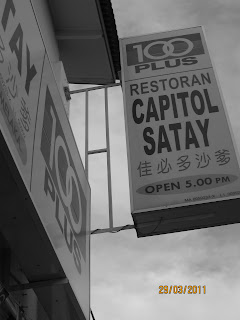 100
PLUS
RESTORAN
CAPITOL
SATAY
佳必多沙爹
OPEN 5.00 PM
TAY
100
PLUS
29/03/2011